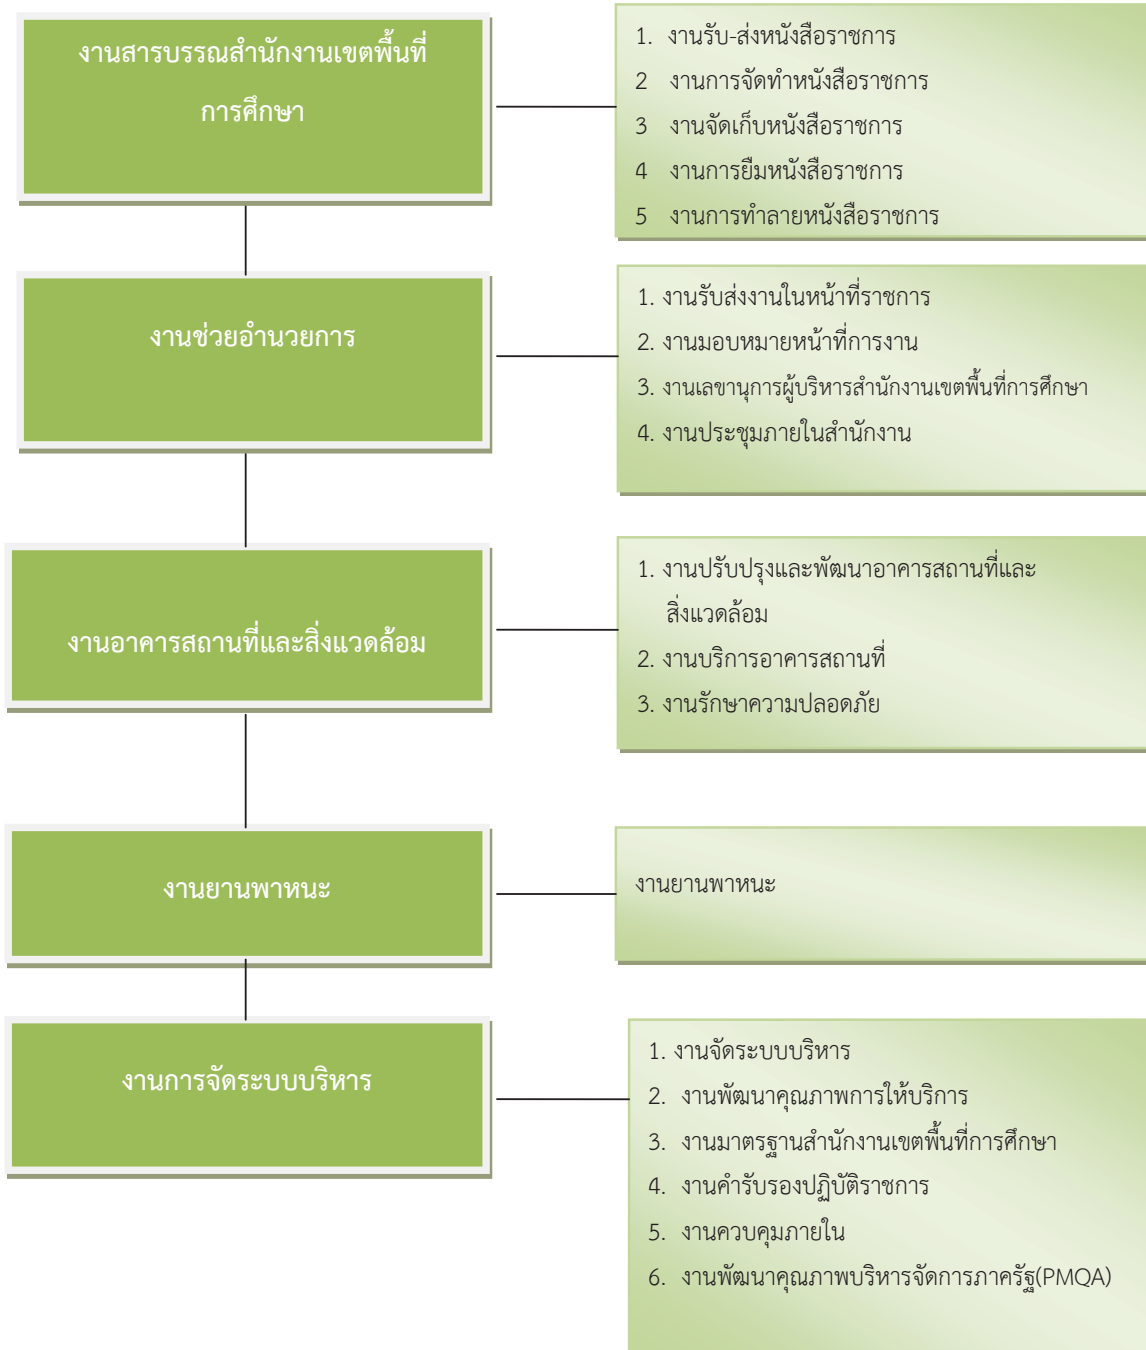 งานสารบรรณสำนักงานเขตพื้นที่
การศึกษา
1. งานรับ-ส่งหนังสือราชการ
2 งานการจัดทำหนังสือราชการ
3 งานจัดเก็บหนังสือราชการ
4 งานการยืมหนังสือราชการ
5 งานการทำลายหนังสือราชการ
งานช่วยอำนวยการ
1. งานรับส่งงานในหน้าที่ราชการ
2. งานมอบหมายหน้าที่การงาน
3. งานเลขานุการผู้บริหารสำนักงานเขตพื้นที่การศึกษา
4. งานประชุมภายในสำนักงาน
งานอาคารสถานที่และสิ่งแวดล้อม
1. งานปรับปรุงและพัฒนาอาคารสถานที่และ
สิ่งแวดล้อม
2. งานบริการอาคารสถานที่
3. งานรักษาความปลอดภัย
งานยานพาหนะ
งานยานพาหนะ
งานการจัดระบบบริหาร
1. งานจัดระบบบริหาร
2. งานพัฒนาคุณภาพการให้บริการ
3. งานมาตรฐานสำนักงานเขตพื้นที่การศึกษา
4. งานคำรับรองปฏิบัติราชการ
5. งานควบคุมภายใน
6. งานพัฒนาคุณภาพบริหารจัดการภาครัฐ(PMQA)